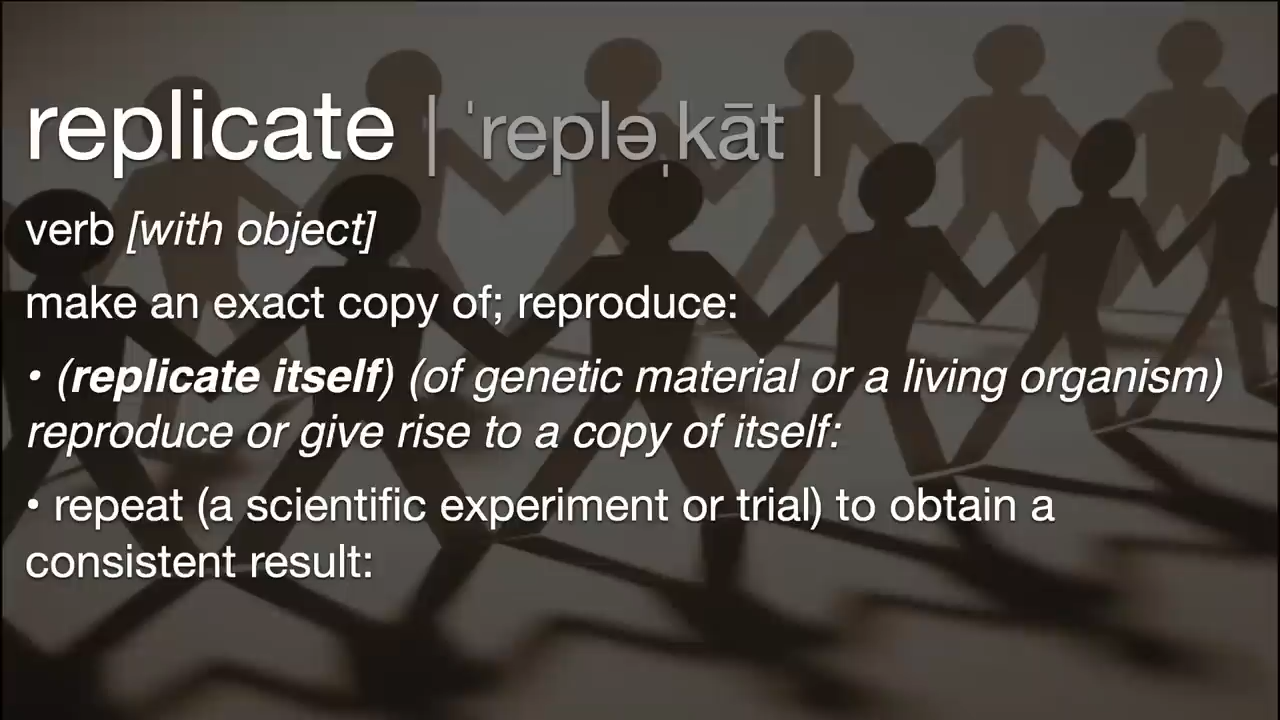 replicate | ˈrepləˌkāt |
verb [with object]
make an exact copy of; reproduce:
• (replicate itself) (of genetic material or a living organism)
reproduce or give rise to a copy of itself:
• repeat (a scientific experiment or trial) to obtain a
consistent result: